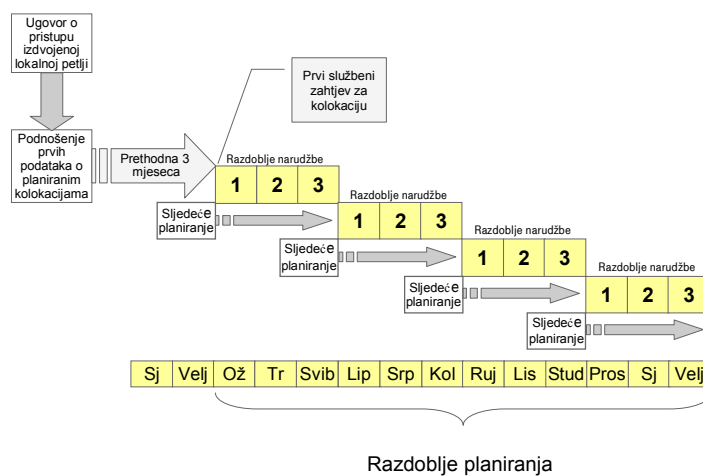 Ugovor o
pristupu
izdvojenoj
lokalnoj petlji
Prvi službeni
zahtjev za
kolokaciju
Podnošenje
prvih
podataka o
planiranim
kolokacijama
Prethodna 3
mjeseca
Razdoblje narudžbe
1 2 3
Sljedeće
planiranje
Razdoblje narudžbe
1 2 3
Sljedeće
planiranje
Razdoblje narudžbe
1 2 3
Sljedeće
planiranje
Razdoblje narudžbe
1 2 3
Sljedeće
planiranje
Sj Velj Ož Tr Svib Lip Srp Kol Ruj Lis Stud Pros Sj Velj
Razdoblje planiranja